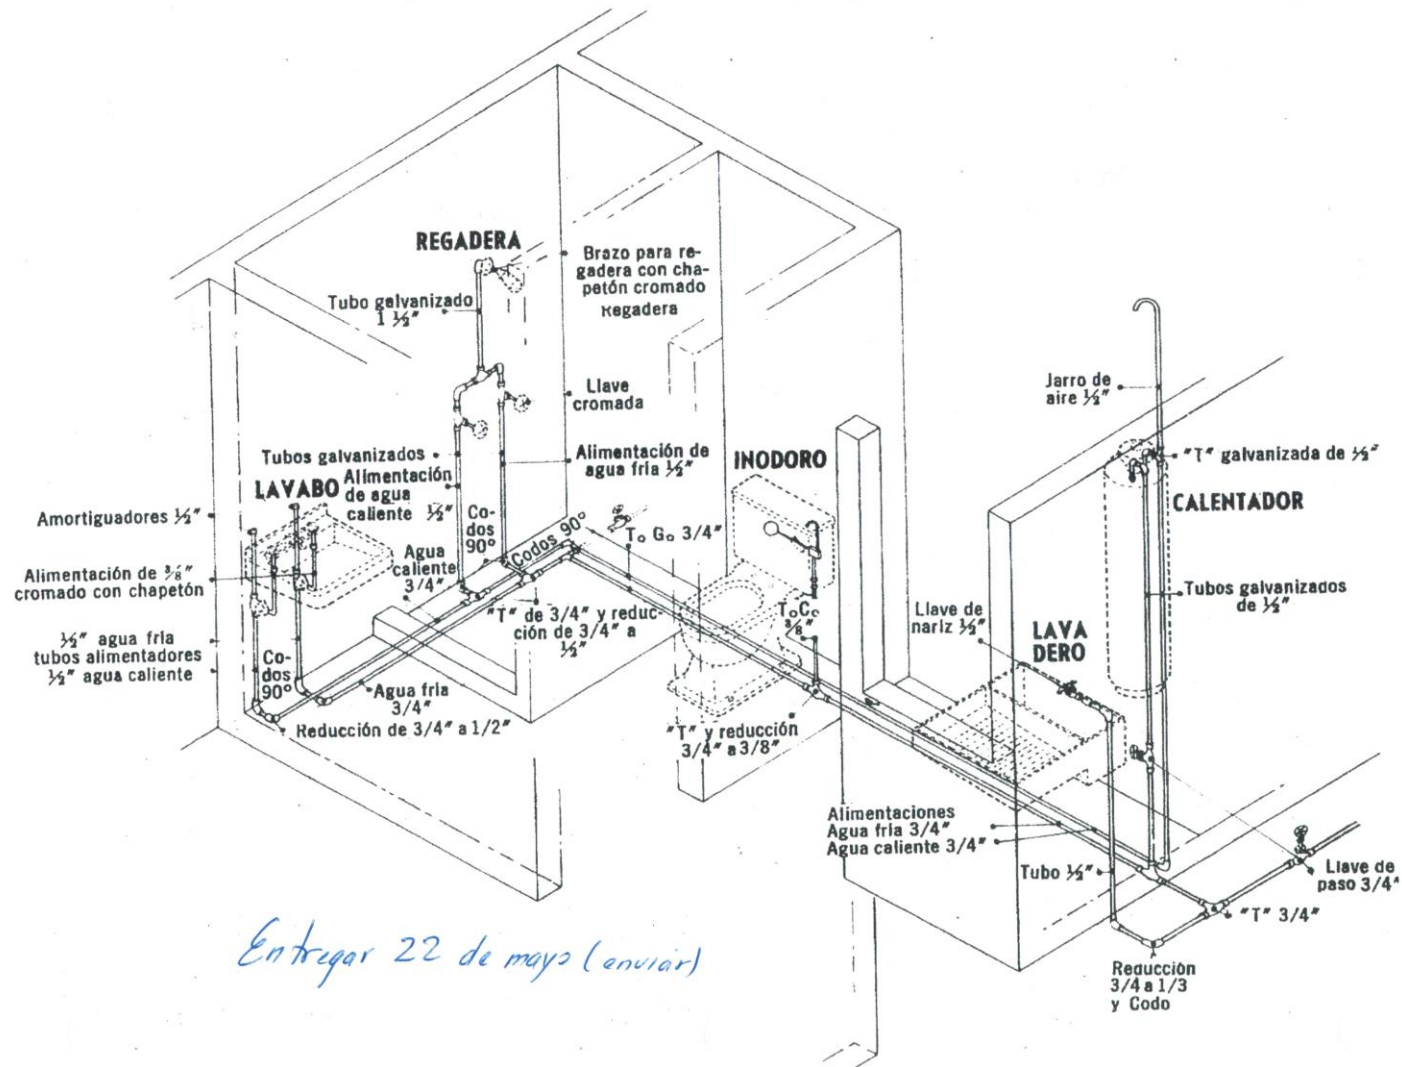 REGADERA
Brazo para re-
gadera con cha-
petón cromado
Regadera
Tubo galvanizado
1 ½"
Jarro de
aire ½"
Llave
cromada
Tubos galvanizados
Alimentación de
agua fria ½"
INODORO
"T" galvanizada de ½"
CALENTADOR
LAVABO
Alimentación
de agua
caliente ½"
Amortiguadores ½"
Co-
dos
90°
Codos 90°
T. G. 3/4"
Agua
caliente
3/4"
Alimentación de ⅜"
cromado con chapetón
Tubos galvanizados
de ½"
"T" de 3/4" y reduc-
ción de 3/4" a
½"
T. C.
⅜"
Llave de
nariz ½"
LAVA
DERO
½" agua fria
tubos alimentadores
½" agua caliente
Co-
dos
90°
Agua fria
3/4"
Reducción de 3/4" a 1/2"
"T" y reducción
3/4" a 3/8"
Alimentaciones
Agua fria 3/4"
Agua caliente 3/4"
Tubo ½"
Llave de
paso 3/4"
"T" 3/4"
Reducción
3/4 a 1/3
y Codo
Entregar 22 de mayo (enviar)